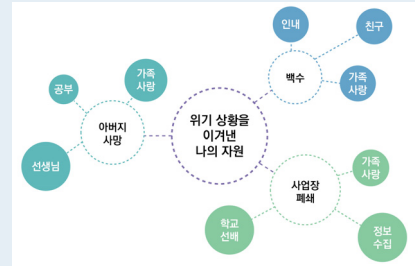 인내
친구
백수
가족
사랑
공부
가족
사랑
아버지
사망
선생님
위기 상황을
이겨낸
나의 자원
사업장
폐쇄
가족
사랑
학교
선배
정보
수집